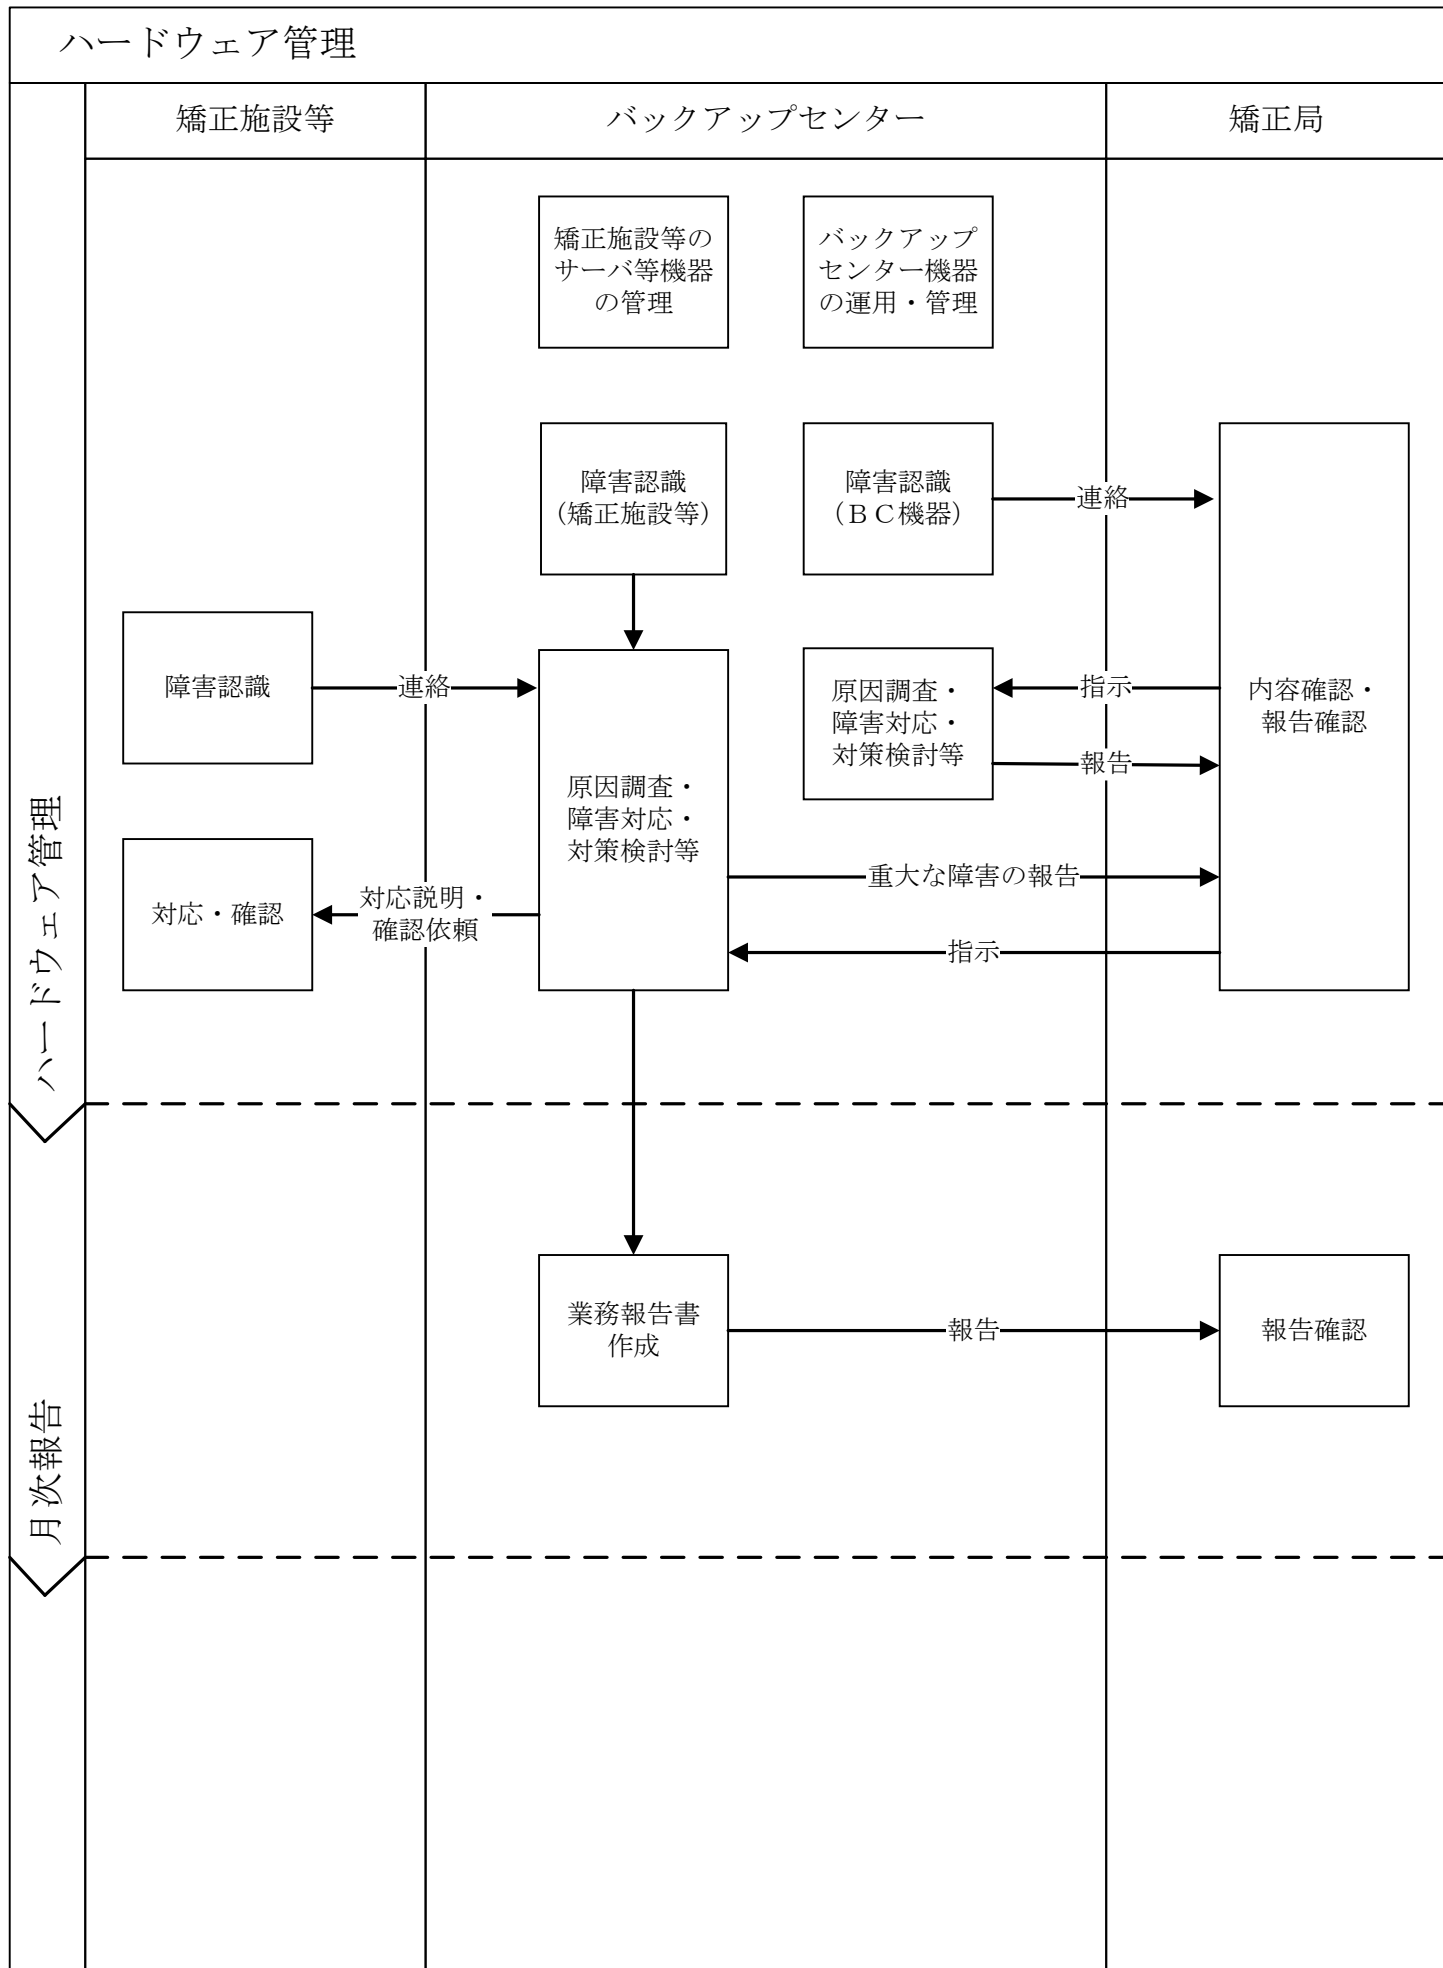 ハードウェア管理
矯正施設等
バックアップセンター
矯正局
矯正施設等の
サーバ等機器
の管理
バックアップ
センター機器
の運用・管理
障害認識
（矯正施設等）
障害認識
（ＢＣ機器）
連絡
障害認識
連絡
原因調査・
障害対応・
対策検討等
原因調査・
障害対応・
対策検討等
指示
報告
内容確認・
報告確認
対応・確認
対応説明・
確認依頼
重大な障害の報告
指示
ハードウェア管理
業務報告書
作成
報告
報告確認
月次報告